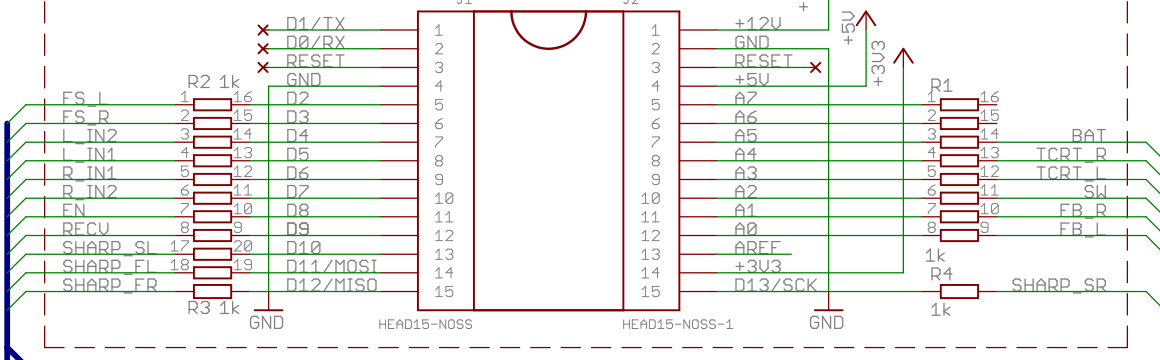 +
D1/TX 1 1 +12V +5V
D0/RX 2 2 GND +3V3
RESET 3 3 RESET
R2 1k GND 4 4 +5V R1
FS_L 1 16 D2 5 5 A7 1 16
FS_R 2 15 D3 6 6 A6 2 15
L_IN2 3 14 D4 7 7 A5 3 14 BAT
L_IN1 4 13 D5 8 8 A4 4 13 TCRT_R
R_IN1 5 12 D6 9 9 A3 5 12 TCRT_L
R_IN2 6 11 D7 10 10 A2 6 11 SW
EN 7 10 D8 11 11 A1 7 10 FB_R
RECV 8 9 D9 12 12 A0 8 9 FB_L
SHARP_SL 17 20 D10 13 13 AREF 1k
SHARP_FL 18 19 D11/MOSI 14 14 +3V3 R4
SHARP_FR D12/MISO 15 15 D13/SCK SHARP_SR
R3 1k 1k
GND HEAD15-NOSS HEAD15-NOSS-1 GND